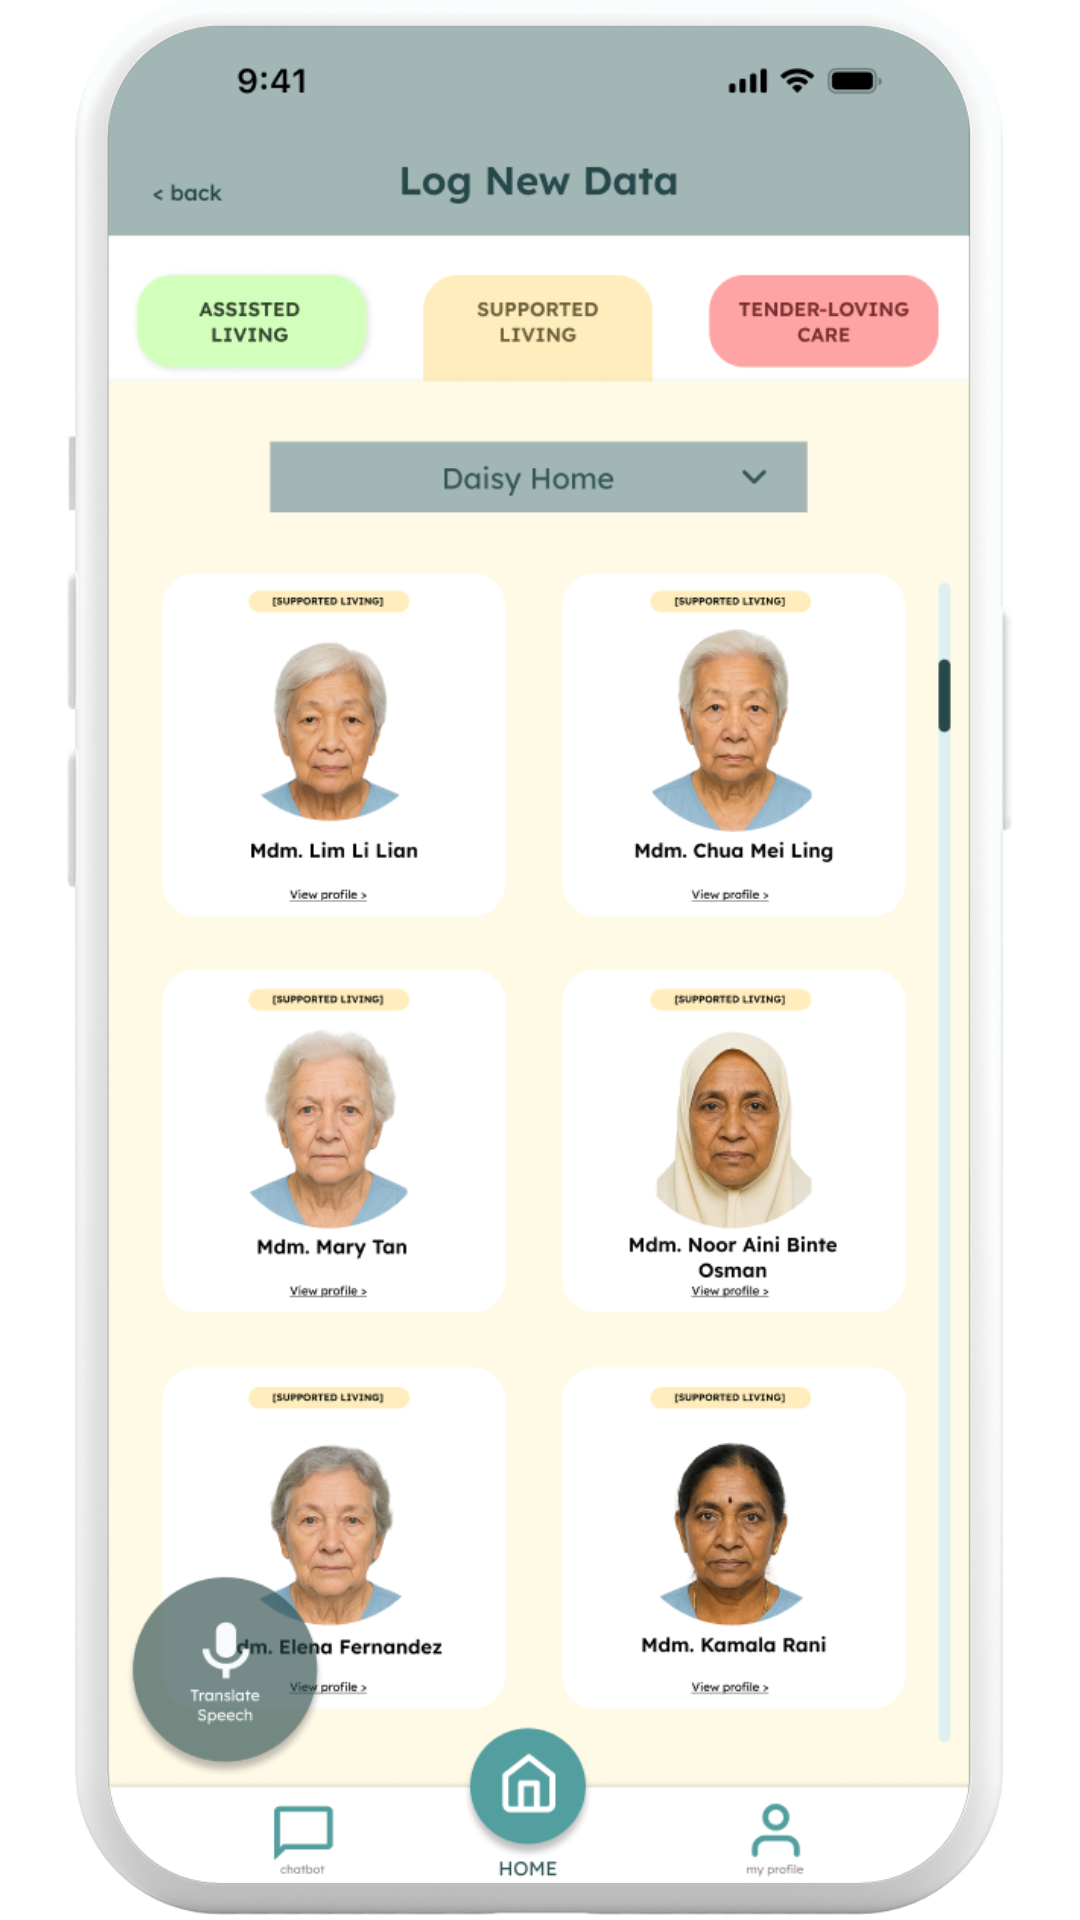 9:41
< back
Log New Data
ASSISTED
LIVING
SUPPORTED
LIVING
TENDER-LOVING
CARE
Daisy Home
[SUPPORTED LIVING]
Mdm. Lim Li Lian
View profile >
[SUPPORTED LIVING]
Mdm. Chua Mei Ling
View profile >
[SUPPORTED LIVING]
Mdm. Mary Tan
View profile >
[SUPPORTED LIVING]
Mdm. Noor Aini Binte
Osman
View profile >
[SUPPORTED LIVING]
dm. Elena Fernandez
View profile >
[SUPPORTED LIVING]
Mdm. Kamala Rani
View profile >
Translate
Speech
chatbot
HOME
my profile